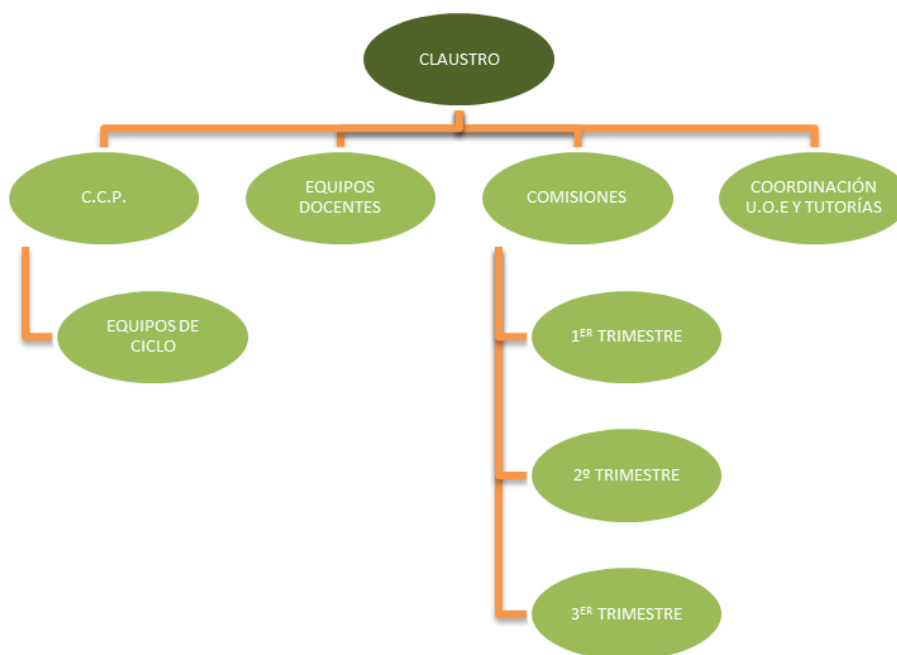 CLAUSTRO
C.C.P.
EQUIPOS
DOCENTES
COMISIONES
COORDINACIÓN
U.O.E Y TUTORÍAS
EQUIPOS DE
CICLO
1ER TRIMESTRE
2º TRIMESTRE
3ER TRIMESTRE